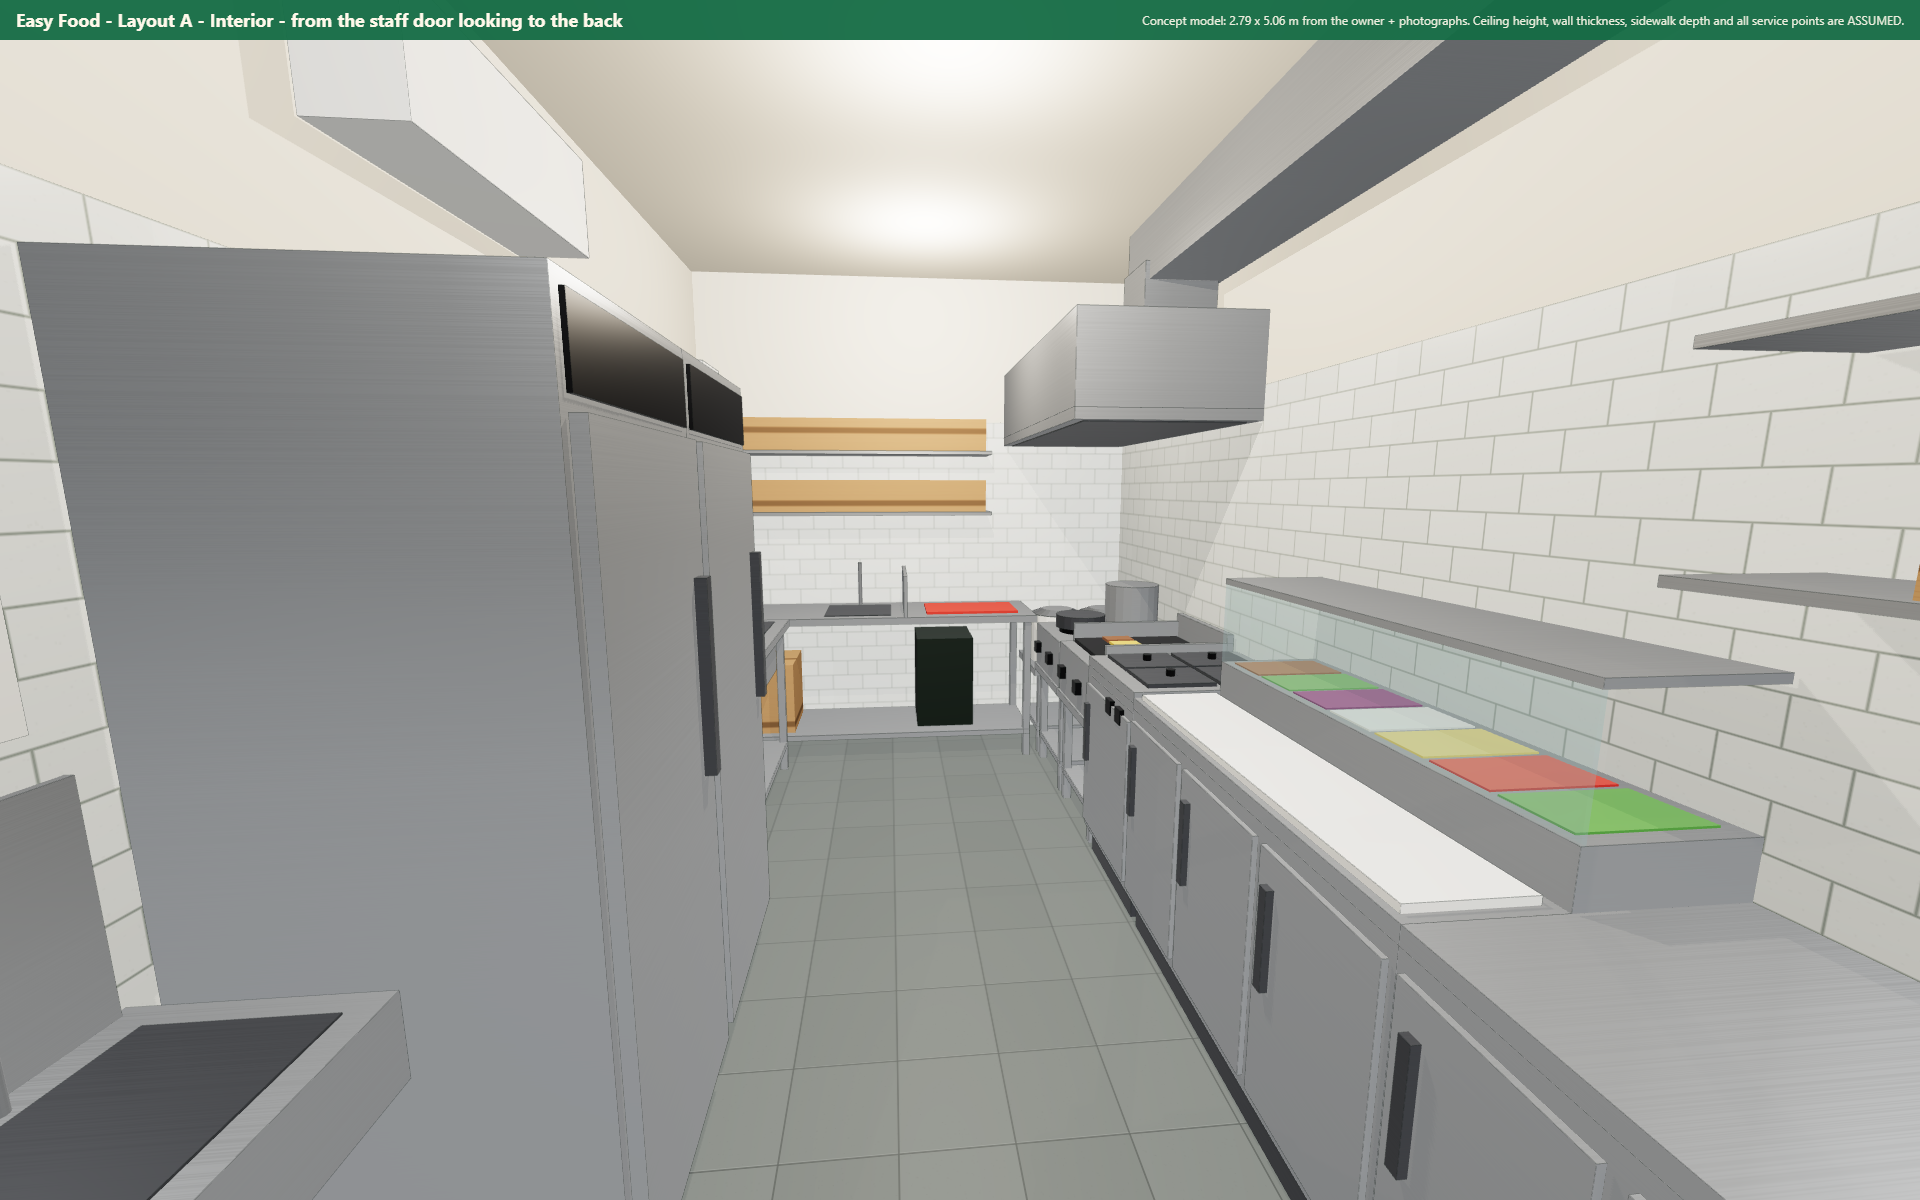 Easy Food - Layout A - Interior - from the staff door looking to the back
Concept model: 2.79 x 5.06 m from the owner + photographs. Ceiling height, wall thickness, sidewalk depth and all service points are ASSUMED.